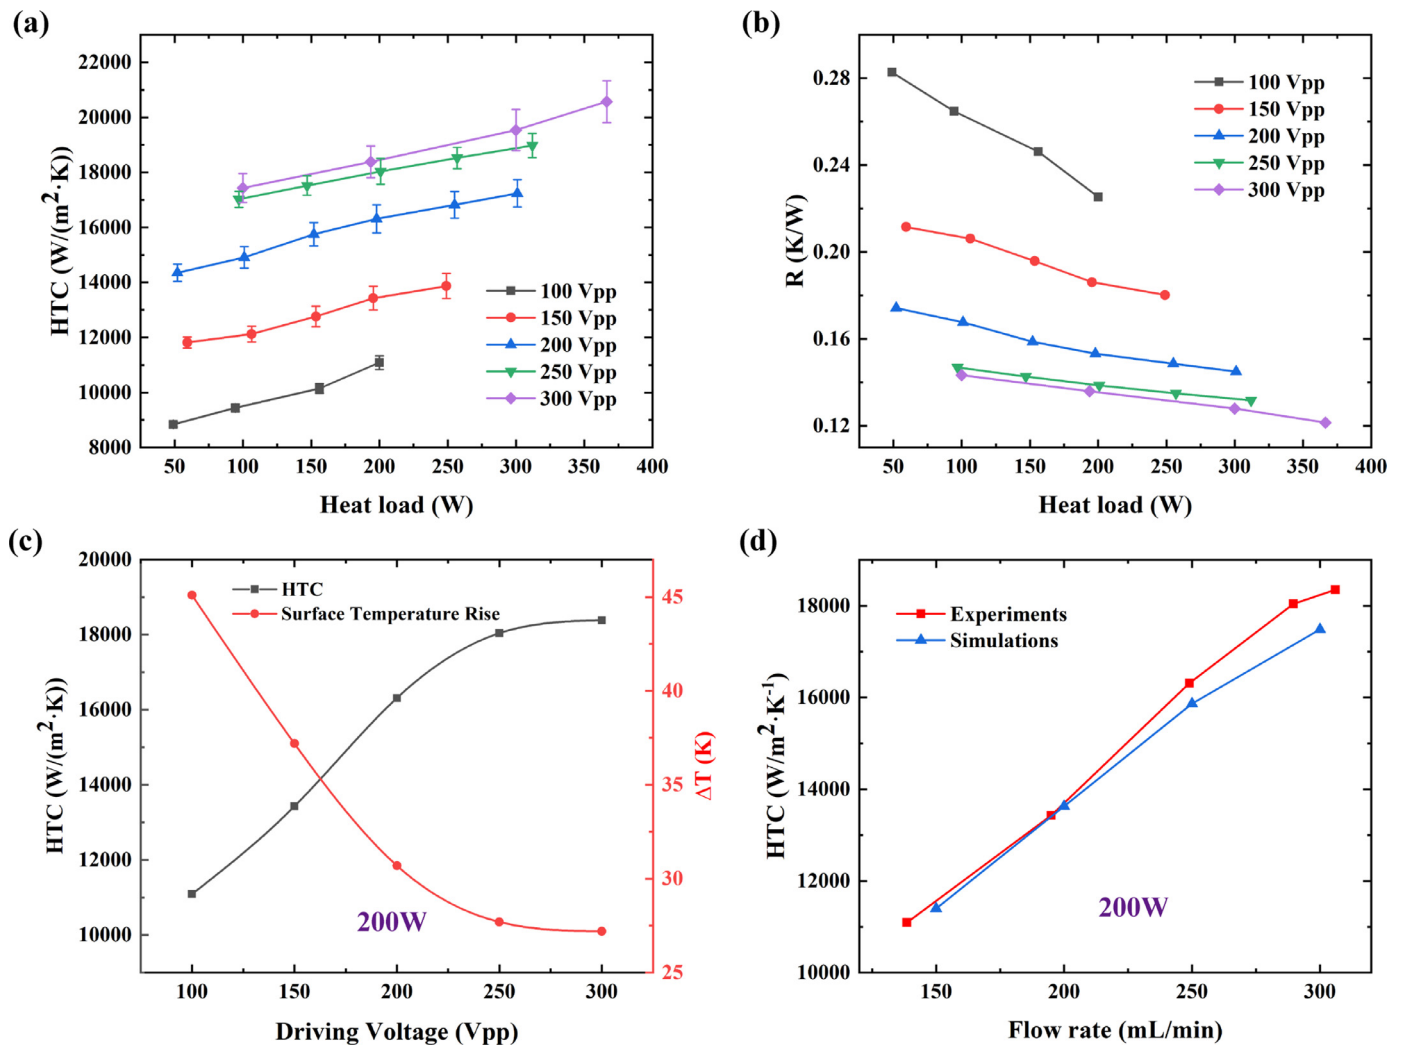 (a)
22000
20000
18000
16000
14000
12000
10000
8000
HTC (W/(m²·K))
50 100 150 200 250 300 350 400
Heat load (W)
100 Vpp
150 Vpp
200 Vpp
250 Vpp
300 Vpp
(b)
0.28
0.24
0.20
0.16
0.12
R (K/W)
50 100 150 200 250 300 350 400
Heat load (W)
100 Vpp
150 Vpp
200 Vpp
250 Vpp
300 Vpp
(c)
20000
18000
16000
14000
12000
10000
HTC (W/(m²·K))
HTC
Surface Temperature Rise
200W
45
40
35
30
25
ΔT (K)
100 150 200 250 300
Driving Voltage (Vpp)
(d)
18000
16000
14000
12000
10000
HTC (W/m²·K⁻¹)
Experiments
Simulations
200W
150 200 250 300
Flow rate (mL/min)